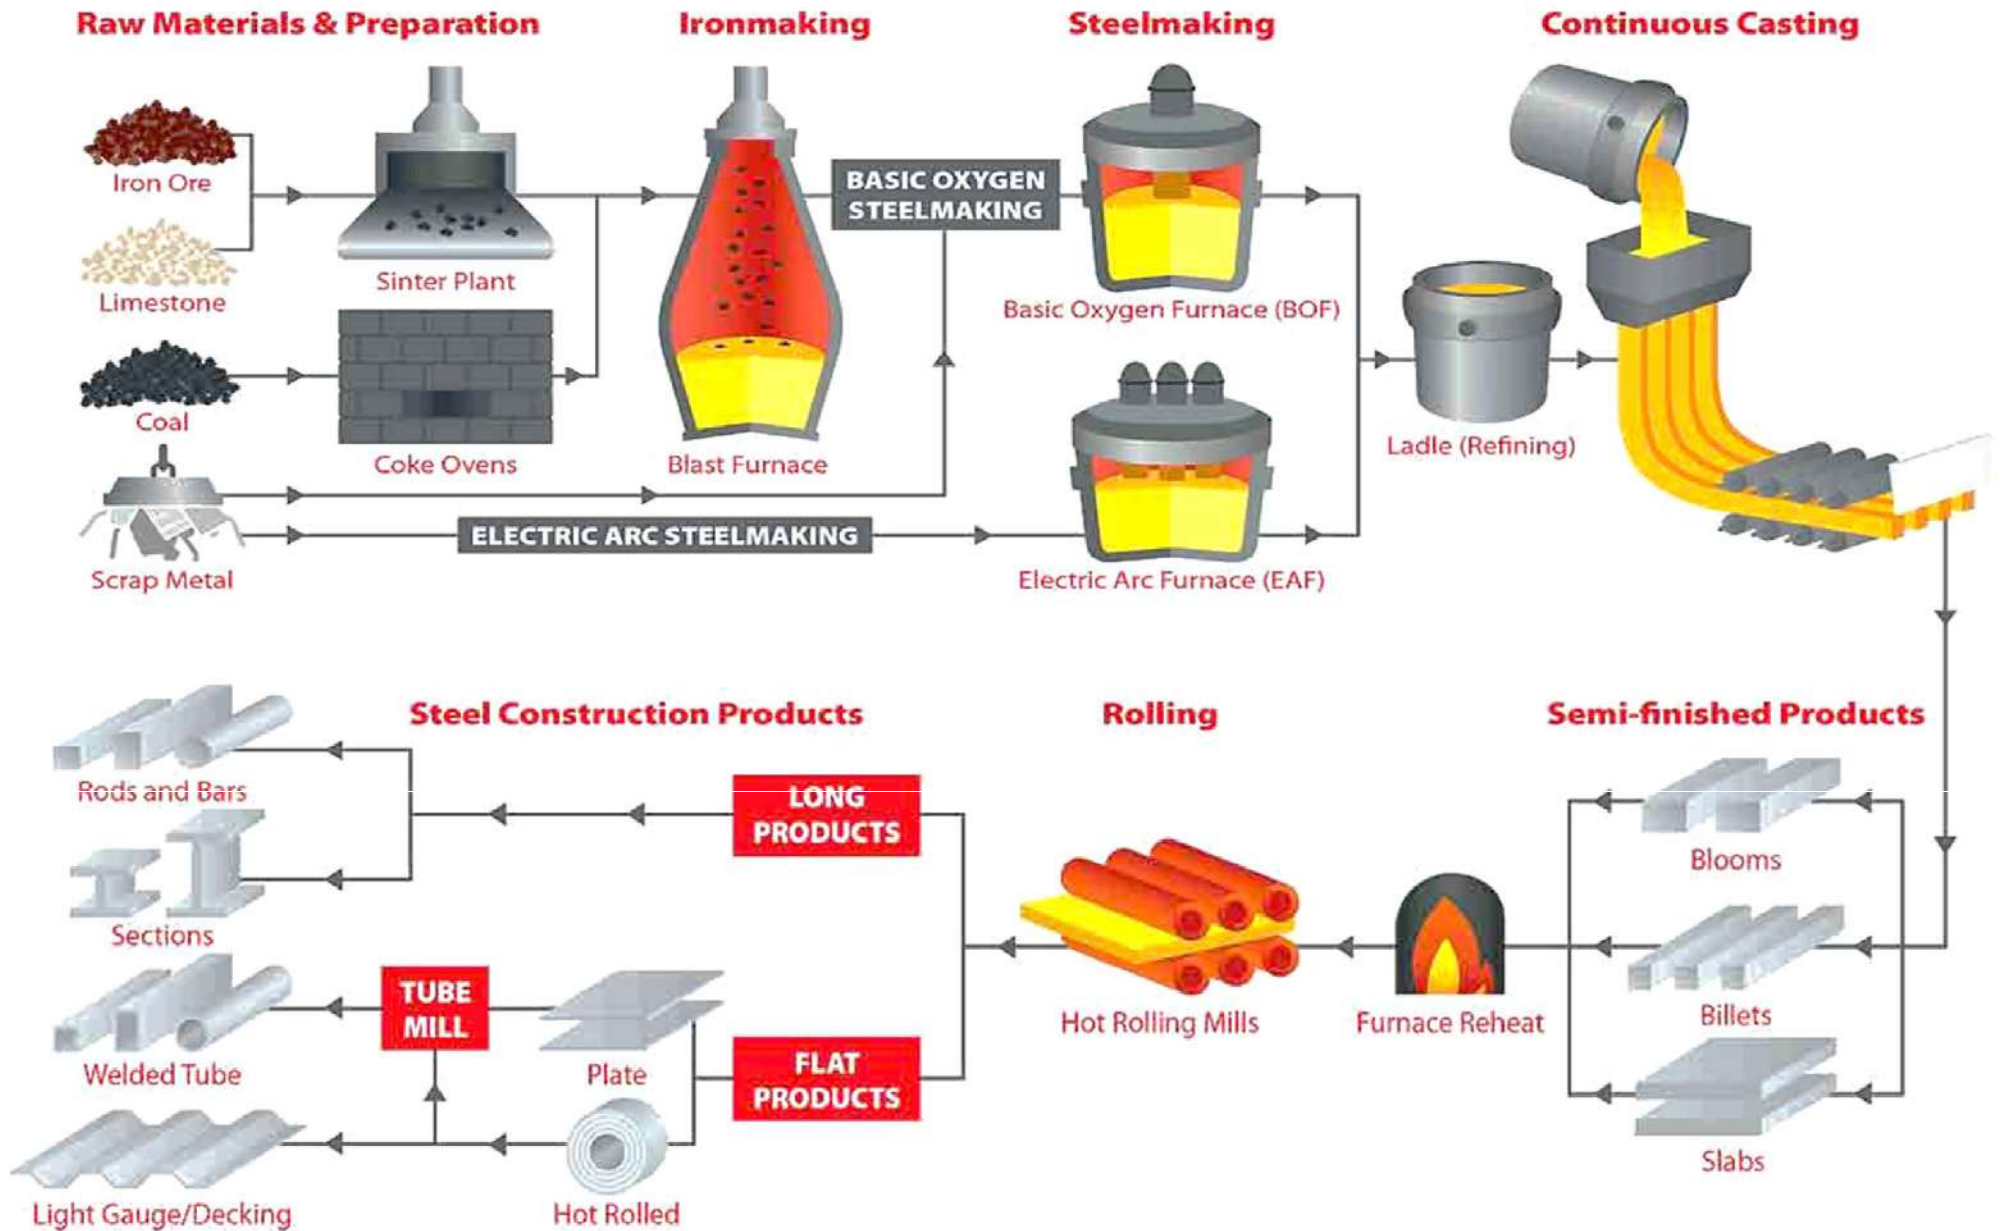 Raw Materials & Preparation
Ironmaking
Steelmaking
Continuous Casting
Iron Ore
Limestone
Sinter Plant
BASIC OXYGEN
STEELMAKING
Basic Oxygen Furnace (BOF)
Coal
Coke Ovens
Blast Furnace
Ladle (Refining)
ELECTRIC ARC STEELMAKING
Scrap Metal
Electric Arc Furnace (EAF)
Steel Construction Products
Rolling
Semi-finished Products
Rods and Bars
LONG
PRODUCTS
Blooms
Sections
TUBE
MILL
Hot Rolling Mills
Furnace Reheat
Billets
Welded Tube
Plate
FLAT
PRODUCTS
Slabs
Light Gauge/Decking
Hot Rolled